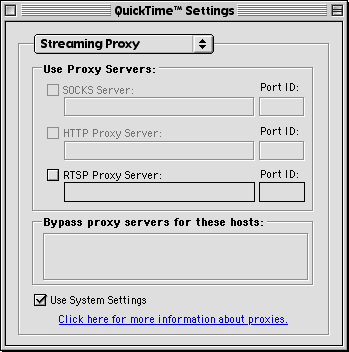 QuickTime™ Settings
Streaming Proxy
Use Proxy Servers:
SOCKS Server: Port ID:
HTTP Proxy Server: Port ID:
RTSP Proxy Server: Port ID:
Bypass proxy servers for these hosts:
Use System Settings
Click here for more information about proxies.